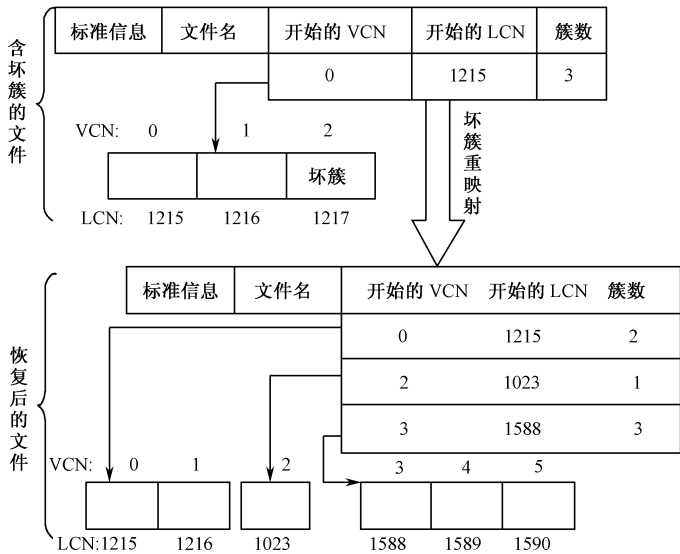 含坏簇的文件
标准信息 文件名 开始的 VCN 开始的 LCN 簇数
0 1215 3
VCN: 0 1 2
坏簇
LCN: 1215 1216 1217
坏簇重映射
恢复后的文件
标准信息 文件名 开始的 VCN 开始的 LCN 簇数
0 1215 2
2 1023 1
3 1588 3
VCN: 0 1 2 3 4 5
LCN:1215 1216 1023 1588 1589 1590